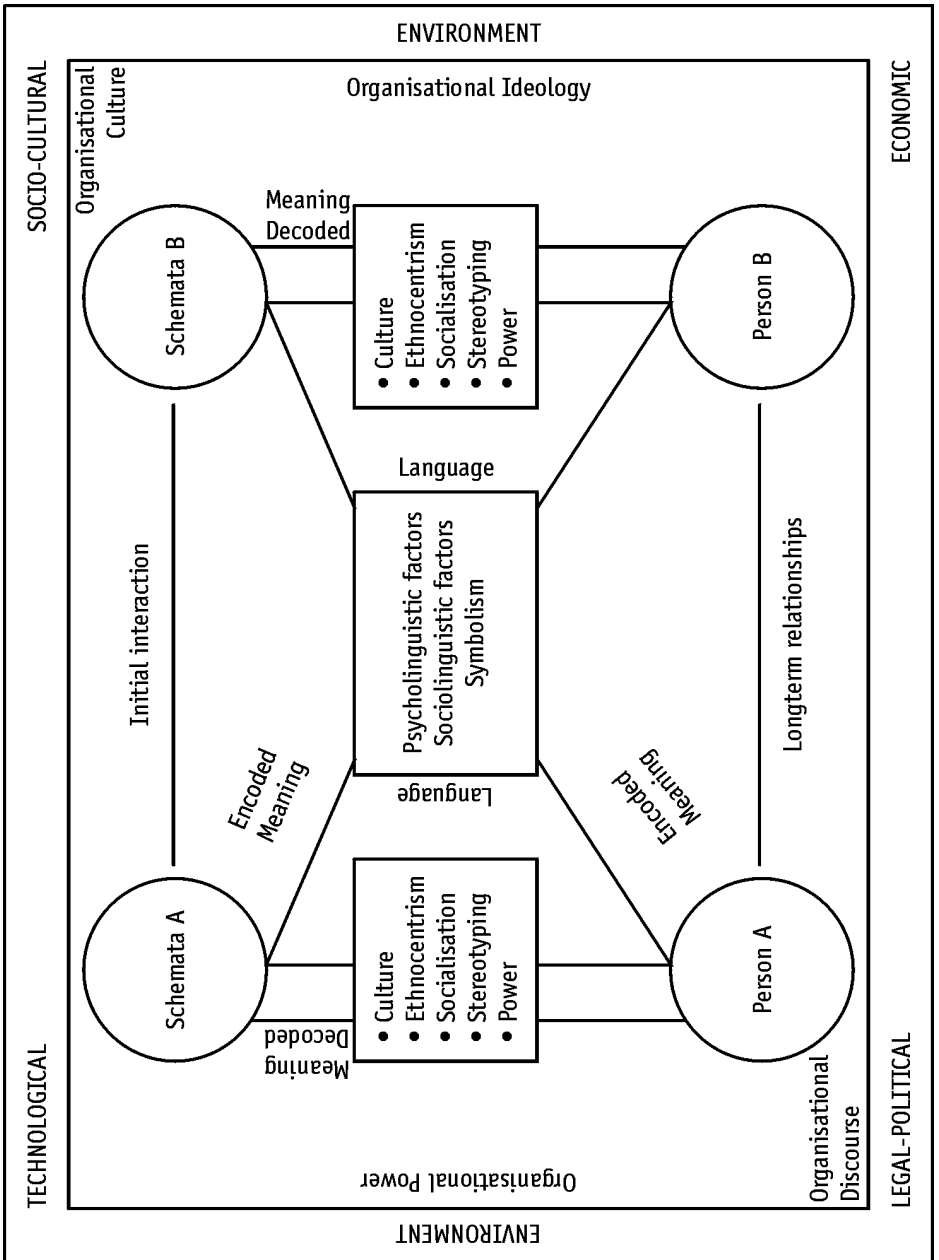 TECHNOLOGICAL
SOCIO-CULTURAL
Organisational
Culture
Schemata A
Initial interaction
Schemata B
Encoded
Meaning
Meaning
Decoded
Meaning
Decoded
ENVIRONMENT
Organisational Power
• Culture
• Ethnocentrism
• Socialisation
• Stereotyping
• Power
Language
Psycholinguistic factors
Sociolinguistic factors
Symbolism
Language
• Culture
• Ethnocentrism
• Socialisation
• Stereotyping
• Power
Organisational Ideology
ENVIRONMENT
Encoded
Meaning
Person A
Longterm relationships
Person B
Organisational
Discourse
LEGAL-POLITICAL
ECONOMIC